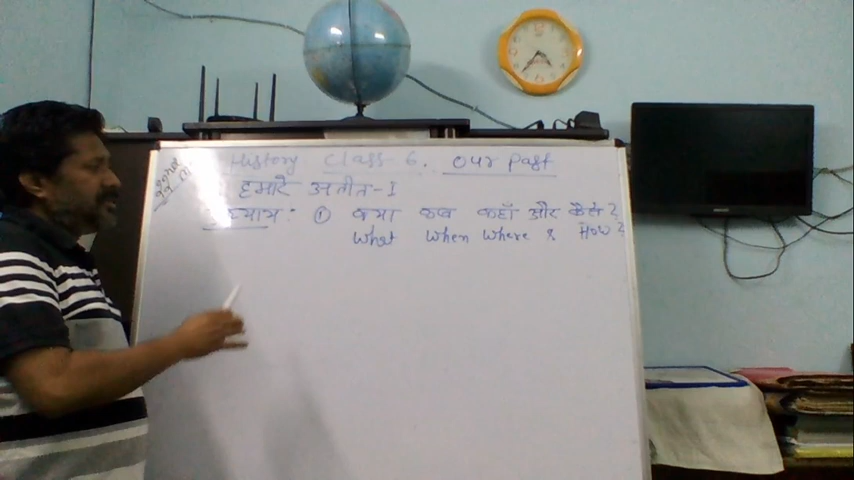 History Class 6. Our Past
हमारे अतीत-I
अध्याय: ① क्या कब कहाँ और कैसे?
What When Where & How?